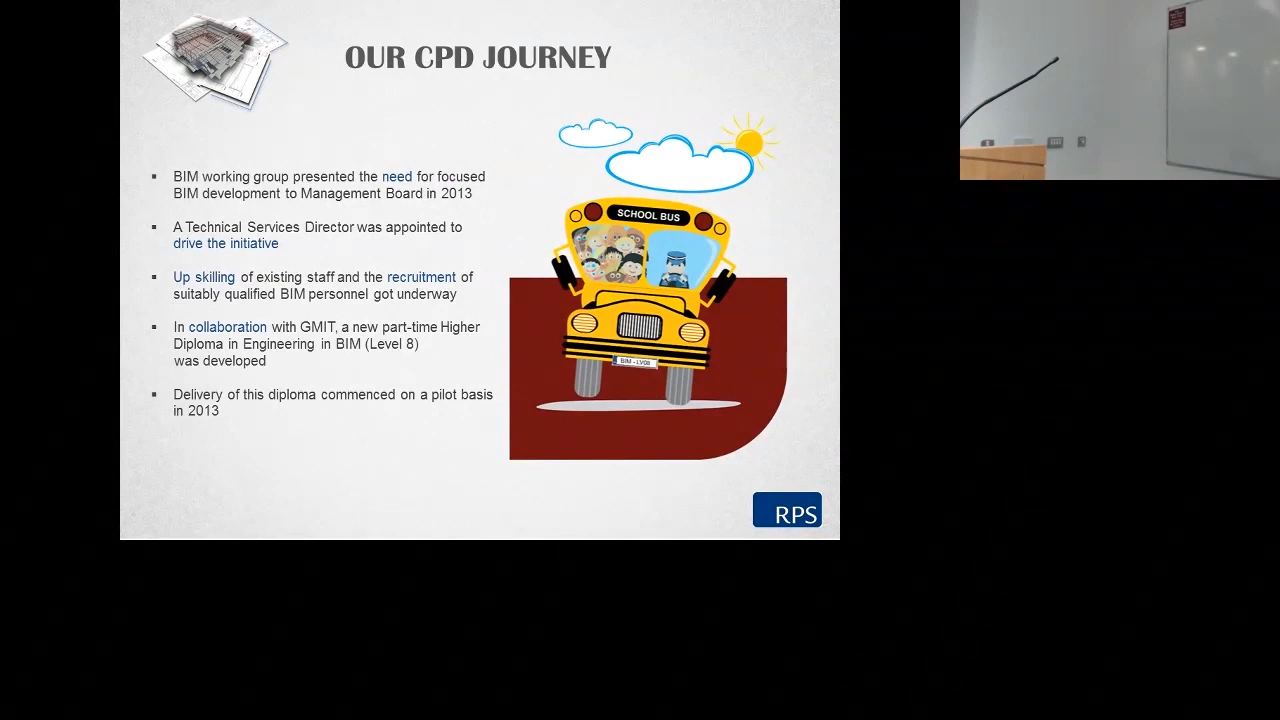 OUR CPD JOURNEY
BIM working group presented the need for focused
BIM development to Management Board in 2013
A Technical Services Director was appointed to
drive the initiative
Up skilling of existing staff and the recruitment of
suitably qualified BIM personnel got underway
In collaboration with GMIT, a new part-time Higher
Diploma in Engineering in BIM (Level 8)
was developed
Delivery of this diploma commenced on a pilot basis
in 2013
SCHOOL BUS
RPS